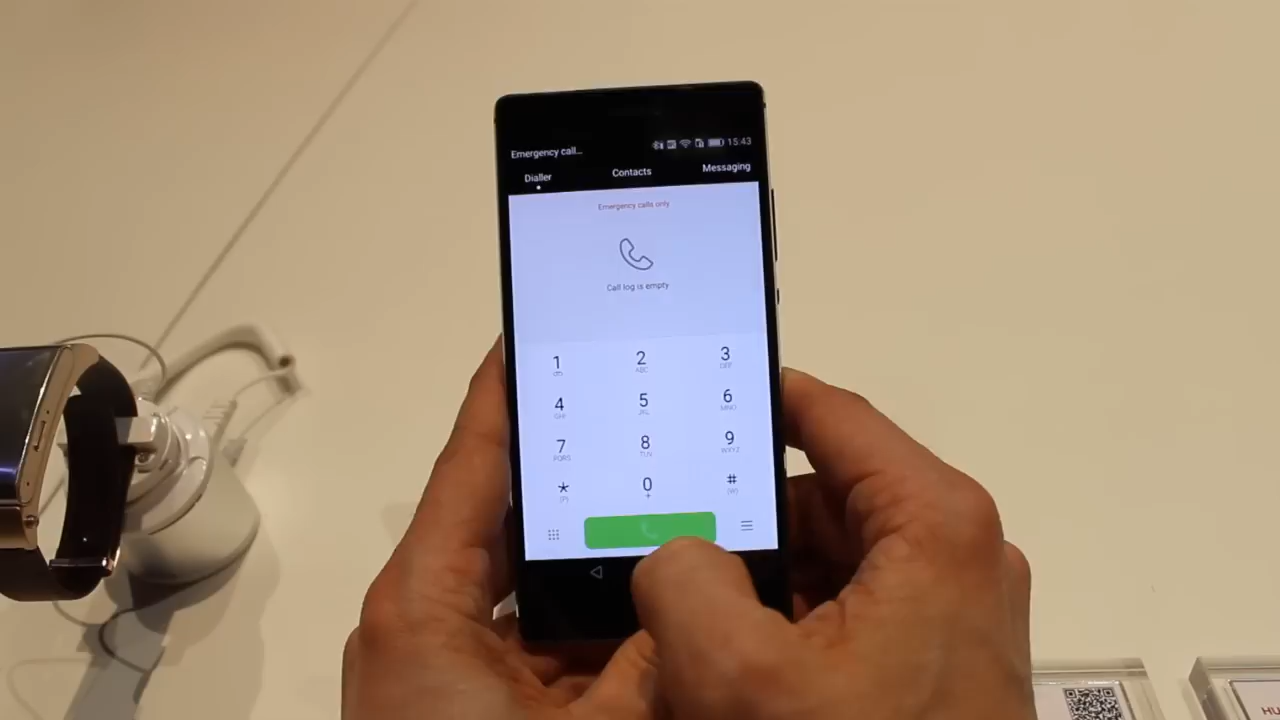 Emergency call... 15:43
Dialler Contacts Messaging
Emergency calls only
Call log is empty
1 2 3
ABC DEF
4 5 6
GHI JKL MNO
7 8 9
PQRS TUV WXYZ
* 0 #
(P) + (W)
HU